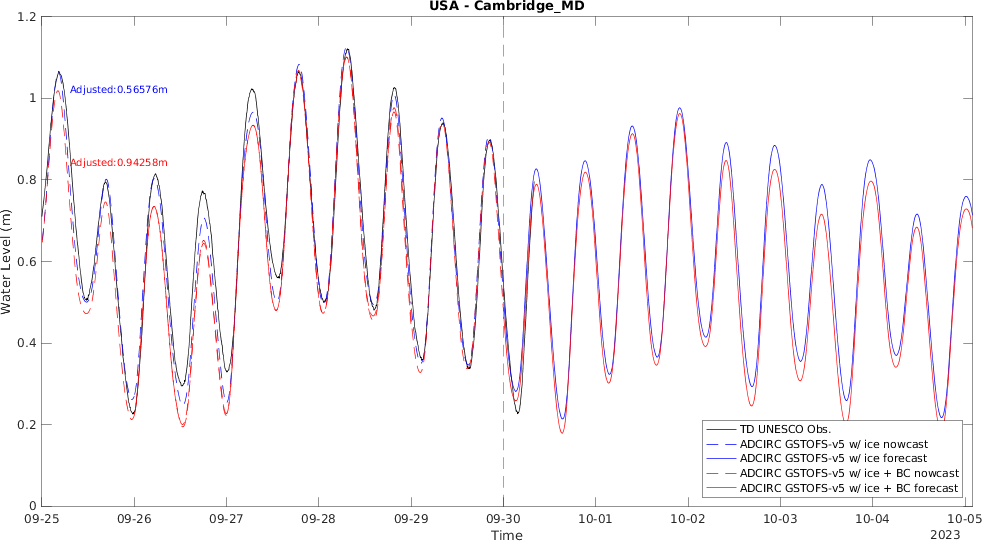 USA - Cambridge_MD
1.2
1
0.8
0.6
0.4
0.2
0
Water Level (m)
Adjusted:0.56576m
Adjusted:0.94258m
TD UNESCO Obs.
ADCIRC GSTOFS-v5 w/ ice nowcast
ADCIRC GSTOFS-v5 w/ ice forecast
ADCIRC GSTOFS-v5 w/ ice + BC nowcast
ADCIRC GSTOFS-v5 w/ ice + BC forecast
09-25 09-26 09-27 09-28 09-29 09-30 10-01 10-02 10-03 10-04 10-05
Time
2023